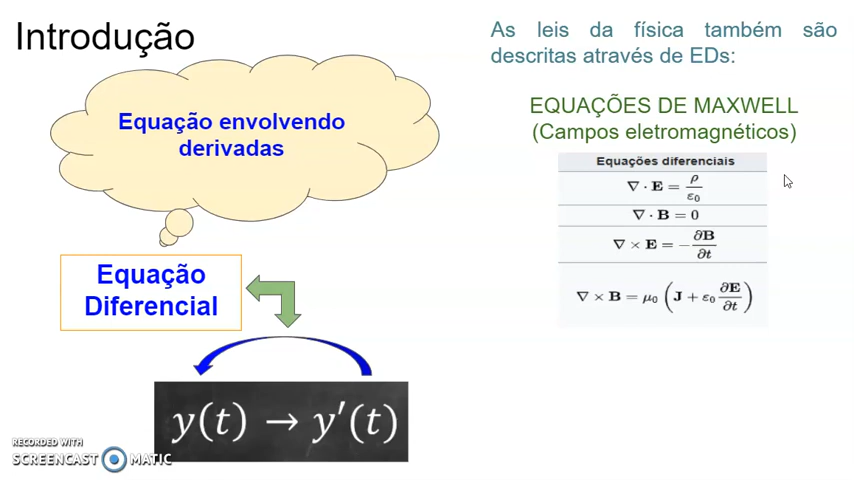 Introdução
Equação envolvendo
derivadas
Equação
Diferencial
y(t) → y′(t)
As leis da física também são
descritas através de EDs:
EQUAÇÕES DE MAXWELL
(Campos eletromagnéticos)
Equações diferenciais
∇ · E = ρ/ε₀
∇ · B = 0
∇ × E = −∂B/∂t
∇ × B = μ₀ (J + ε₀ ∂E/∂t)
RECORDED WITH
SCREENCAST MATIC